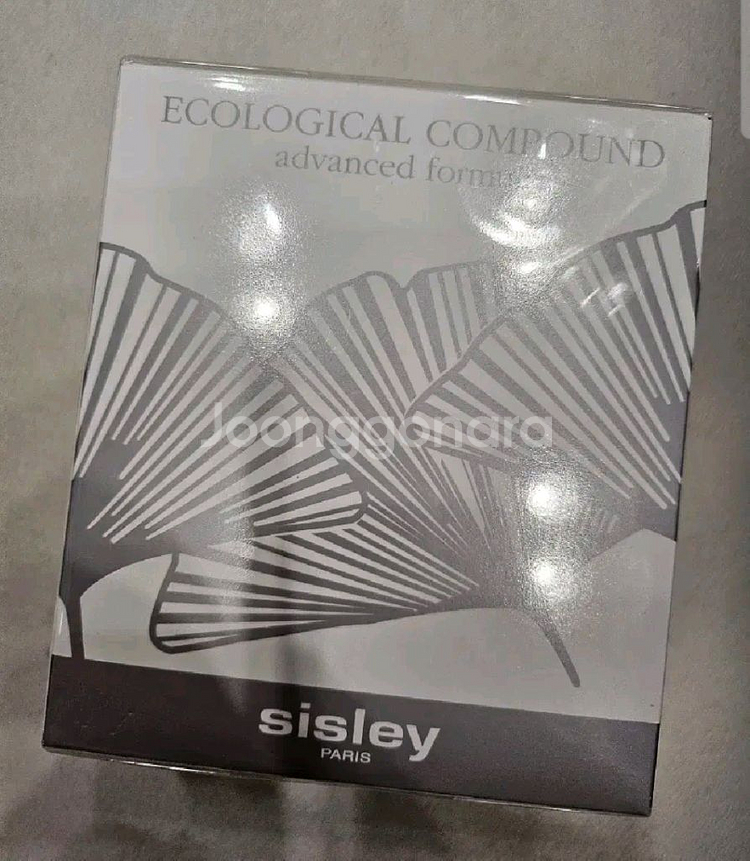 ECOLOGICAL COMPOUND
advanced
Joonggonara
sisley
PARIS